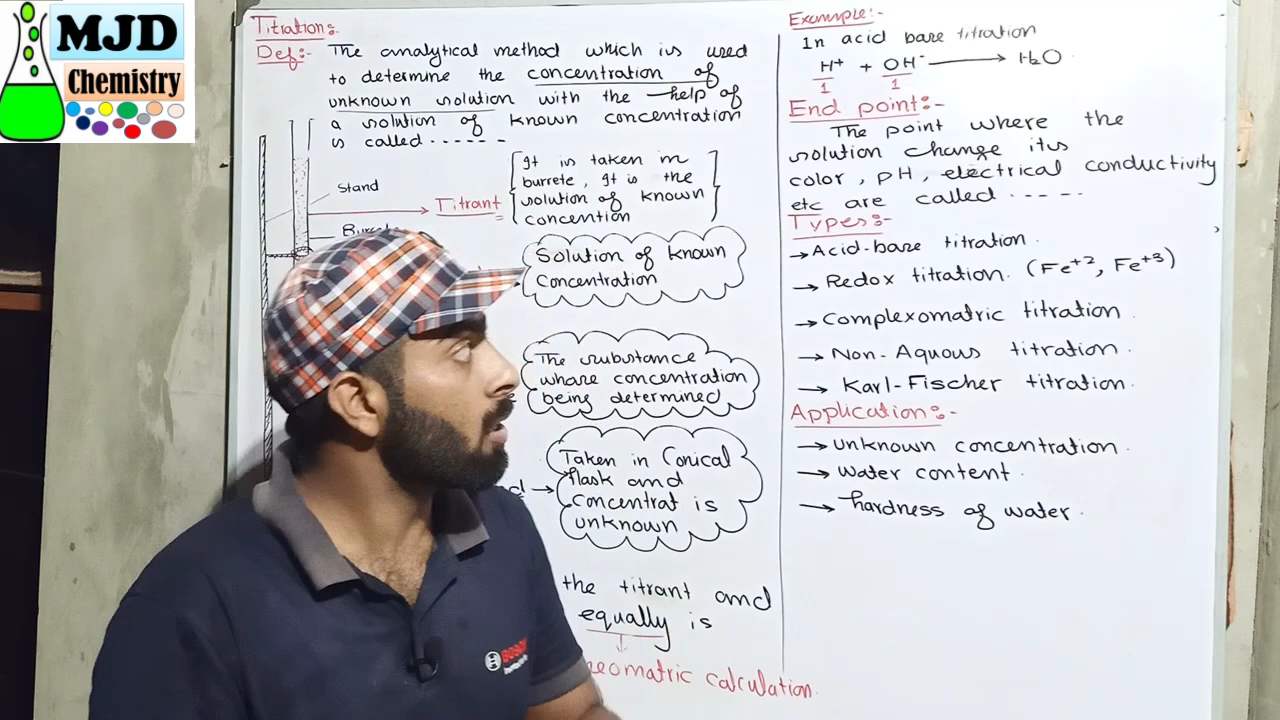 MJD
Chemistry
Titration:-
Def:- The analytical method which is used
to determine the concentration of
unknown solution with the help of
a solution of known concentration
is called ------
Stand
Titrant
It is taken in
burrete, It is the
solution of known
concention
Solution of known
concentration
The substance
whare concentration
being determined
Taken in Conical
flask and
concentrat is
unknown
the titrant and
equally is
eomatric calculation.
BOSCH
Example:-
In acid base titration
H+ + OH- → H2O
1 1
End point:-
The point where the
solution change its
color, pH, electrical conductivity
etc are called -----
Types:-
→ Acid-base titration.
→ Redox titration. (Fe+2, Fe+3)
→ Complexomatric titration.
→ Non-Aquous titration.
→ Karl-Fischer titration.
Application:-
→ unknown concentration.
→ water content.
→ hardness of water.